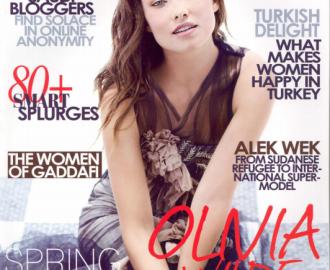 BLOGGERS
FIND SOLACE
IN ONLINE
ANONYMITY
80+
SMART
SPLURGES
THE WOMEN
OF GADDAFI
SPRING
TURKISH
DELIGHT
WHAT
MAKES
WOMEN
HAPPY IN
TURKEY
ALEK WEK
FROM SUDANESE
REFUGEE TO INTER-
NATIONAL SUPER-
MODEL
OLIVIA